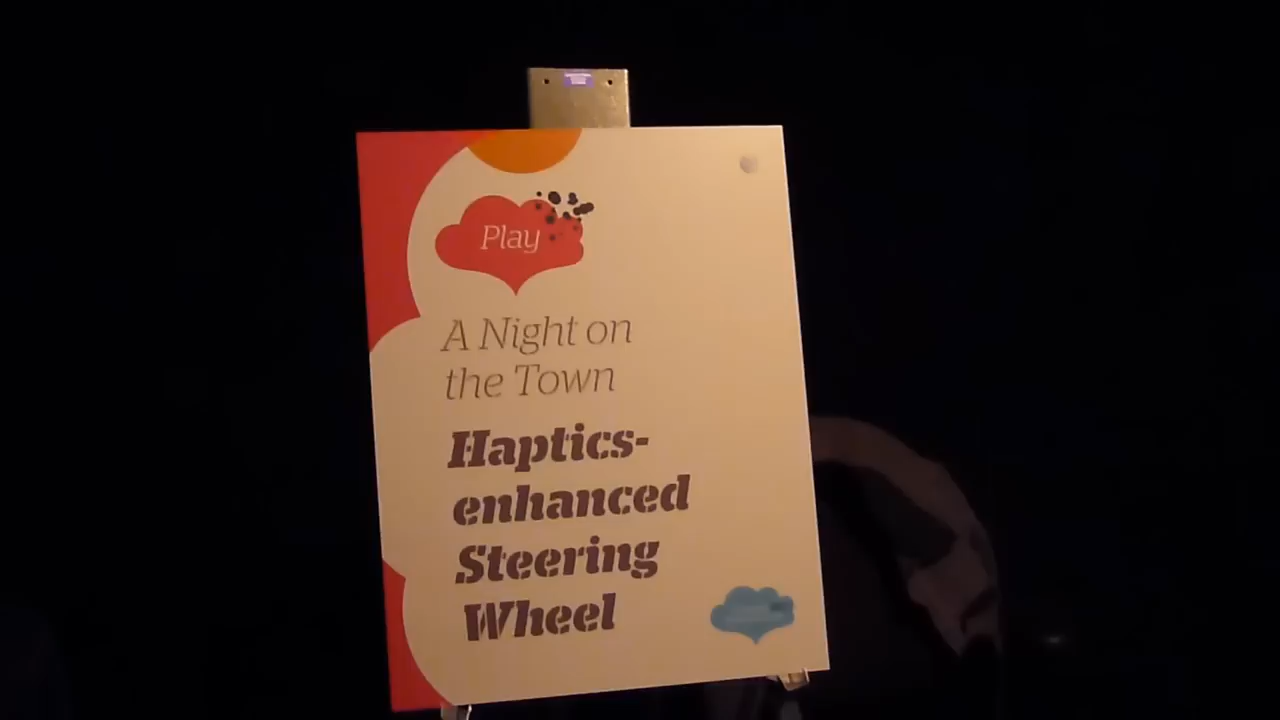 Play
A Night on
the Town
Haptics-
enhanced
Steering
Wheel